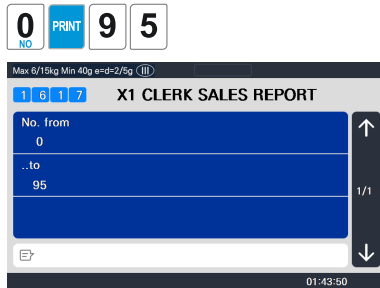 0 PRINT 9 5
NO
Max 6/15kg Min 40g e=d=2/5g III
1 6 1 7 X1 CLERK SALES REPORT
No. from
0
..to
95
1/1
01:43:50